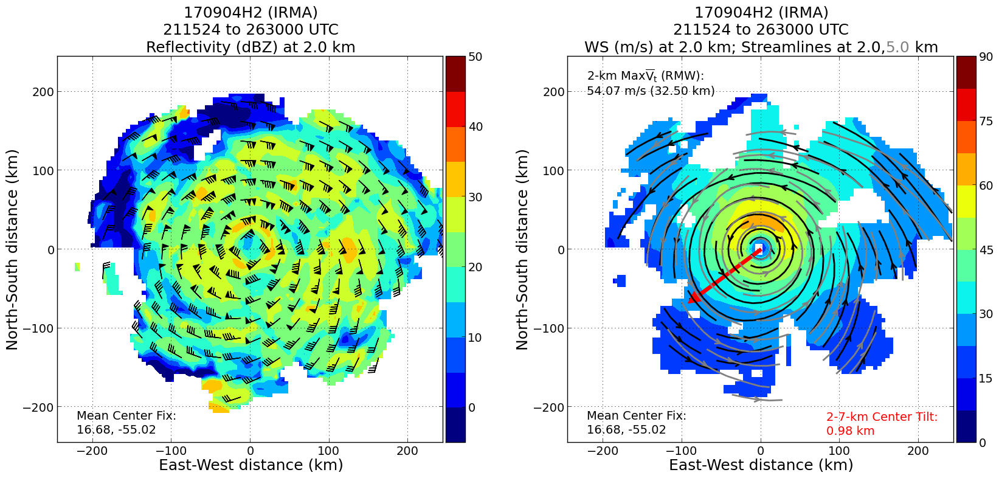 170904H2 (IRMA)
211524 to 263000 UTC
Reflectivity (dBZ) at 2.0 km
50
40
30
20
10
0
200
100
0
−100
−200
North-South distance (km)
Mean Center Fix:
16.68, -55.02
−200 −100 0 100 200
East-West distance (km)
170904H2 (IRMA)
211524 to 263000 UTC
WS (m/s) at 2.0 km; Streamlines at 2.0,5.0 km
2-km MaxV̅t (RMW):
54.07 m/s (32.50 km)
90
75
60
45
30
15
0
200
100
0
−100
−200
North-South distance (km)
Mean Center Fix:
16.68, -55.02
2-7-km Center Tilt:
0.98 km
−200 −100 0 100 200
East-West distance (km)